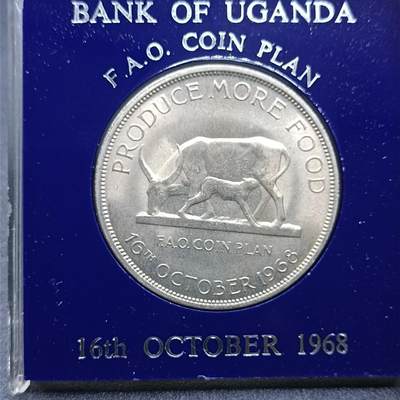 BANK OF UGANDA
F.A.O. COIN PLAN
PRODUCE MORE FOOD
F.A.O. COIN PLAN
16TH OCTOBER 1968
16th OCTOBER 1968